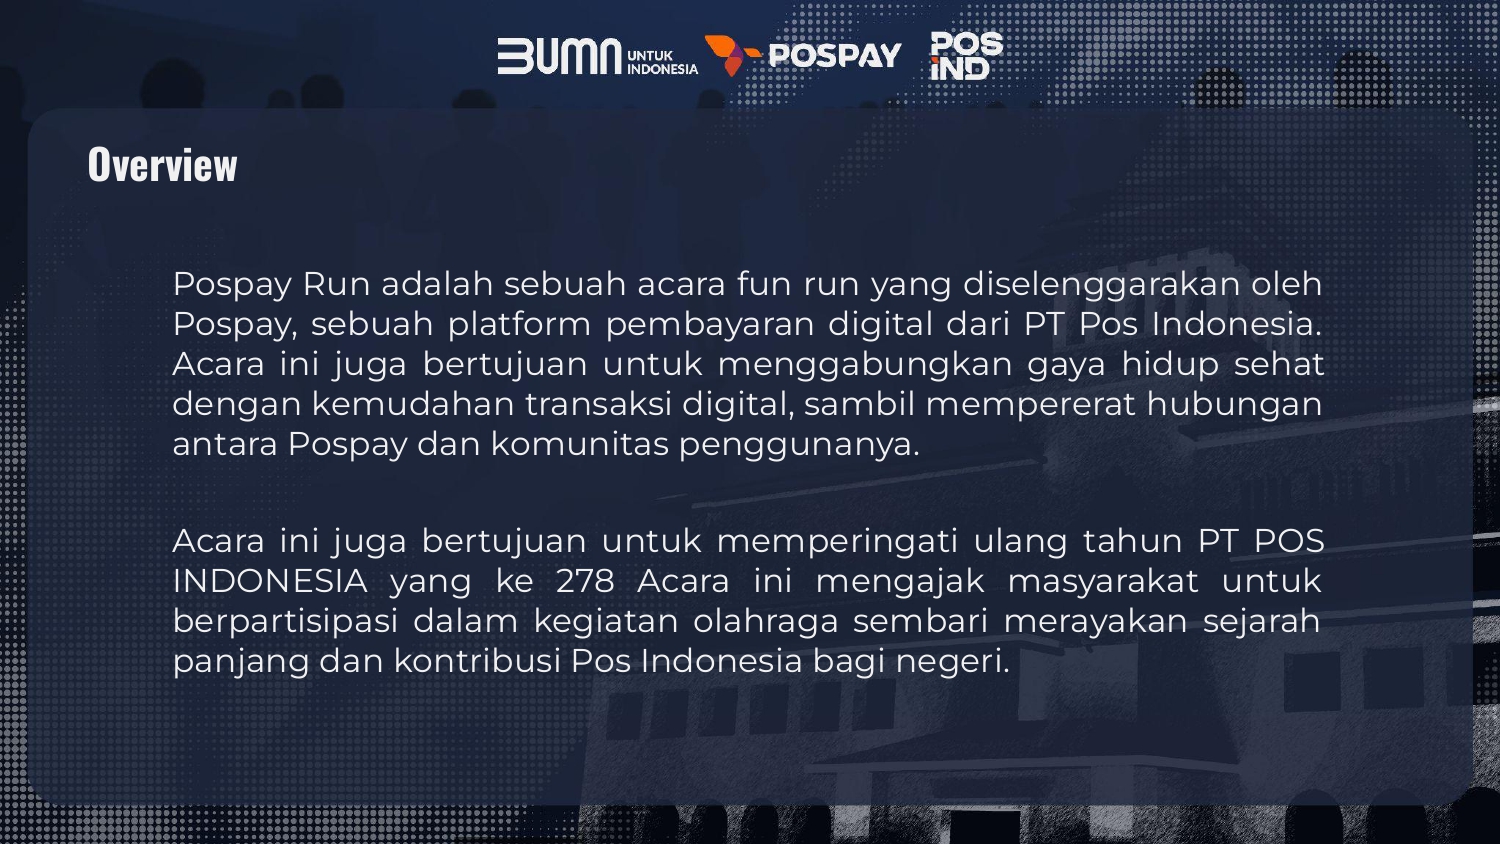 BUMN UNTUK INDONESIA POSPAY POS IND
Overview
Pospay Run adalah sebuah acara fun run yang diselenggarakan oleh
Pospay, sebuah platform pembayaran digital dari PT Pos Indonesia.
Acara ini juga bertujuan untuk menggabungkan gaya hidup sehat
dengan kemudahan transaksi digital, sambil mempererat hubungan
antara Pospay dan komunitas penggunanya.
Acara ini juga bertujuan untuk memperingati ulang tahun PT POS
INDONESIA yang ke 278 Acara ini mengajak masyarakat untuk
berpartisipasi dalam kegiatan olahraga sembari merayakan sejarah
panjang dan kontribusi Pos Indonesia bagi negeri.